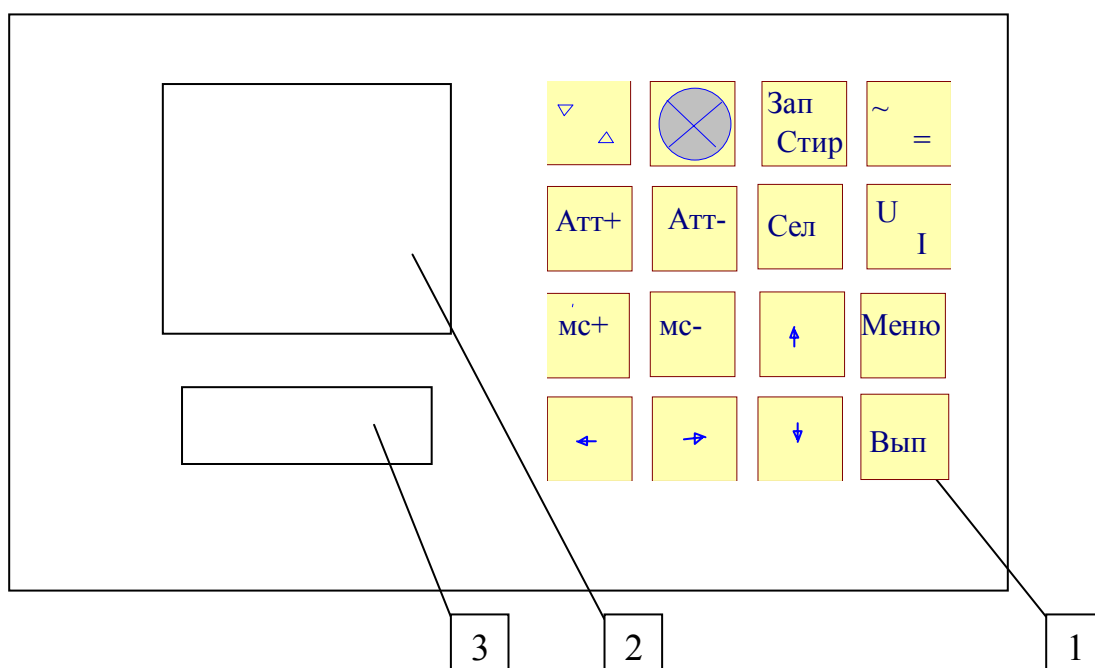 Зап
Стир
~
=
Атт+
Атт-
Сел
U
I
мс+
мс-
Меню
Вып
3
2
1